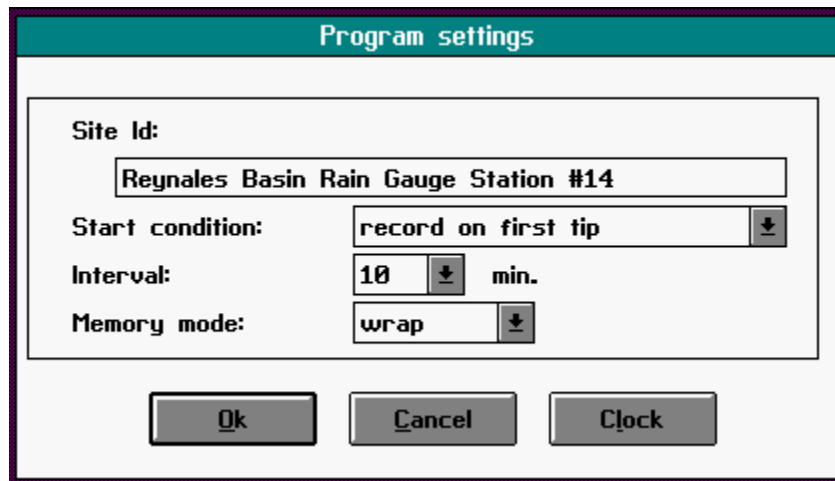 Program settings
Site Id:
Reynales Basin Rain Gauge Station #14
Start condition: record on first tip
Interval: 10 min.
Memory mode: wrap
Ok Cancel Clock